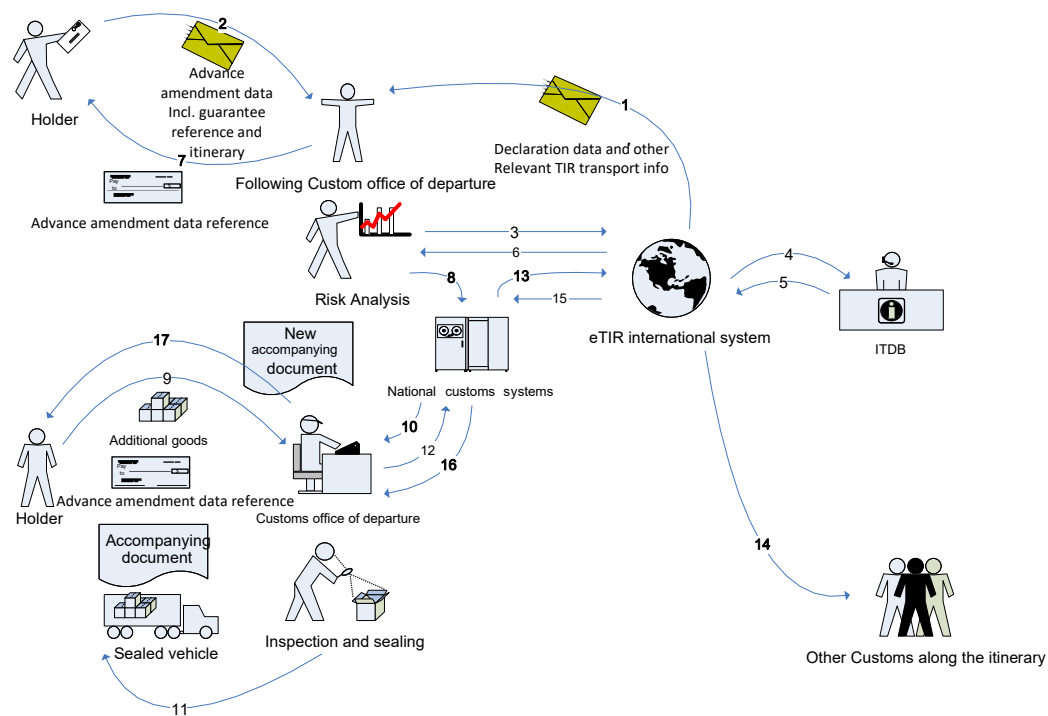 2
Advance
amendment data
Incl. guarantee
reference and
itinerary
Holder
1
Declaration data and other
Relevant TIR transport info
7
Pay
to
Following Custom office of departure
Advance amendment data reference
3
6
4
5
8
13
15
Risk Analysis
eTIR international system
ITDB
New
accompanying
document
17
9
National customs systems
Additional goods
10
12
16
Pay
to
Advance amendment data reference
Holder
Customs office of departure
Accompanying
document
14
Inspection and sealing
Sealed vehicle
Other Customs along the itinerary
11